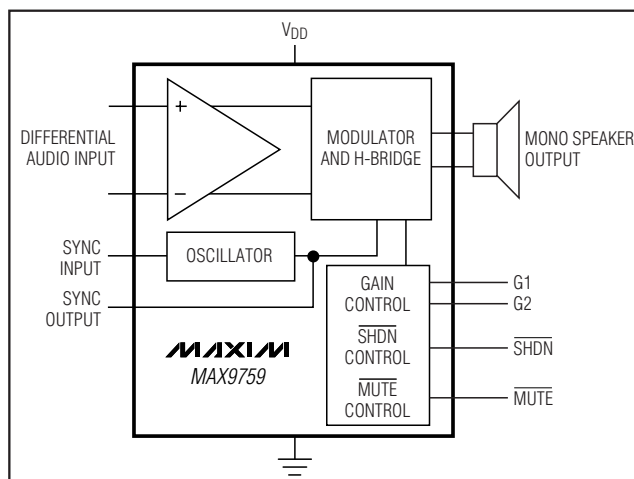 VDD
+
−
DIFFERENTIAL
AUDIO INPUT
MODULATOR
AND H-BRIDGE
MONO SPEAKER
OUTPUT
SYNC
INPUT
OSCILLATOR
SYNC
OUTPUT
GAIN
CONTROL
G1
G2
SHDN
CONTROL
SHDN
MUTE
CONTROL
MUTE
MAXIM
MAX9759